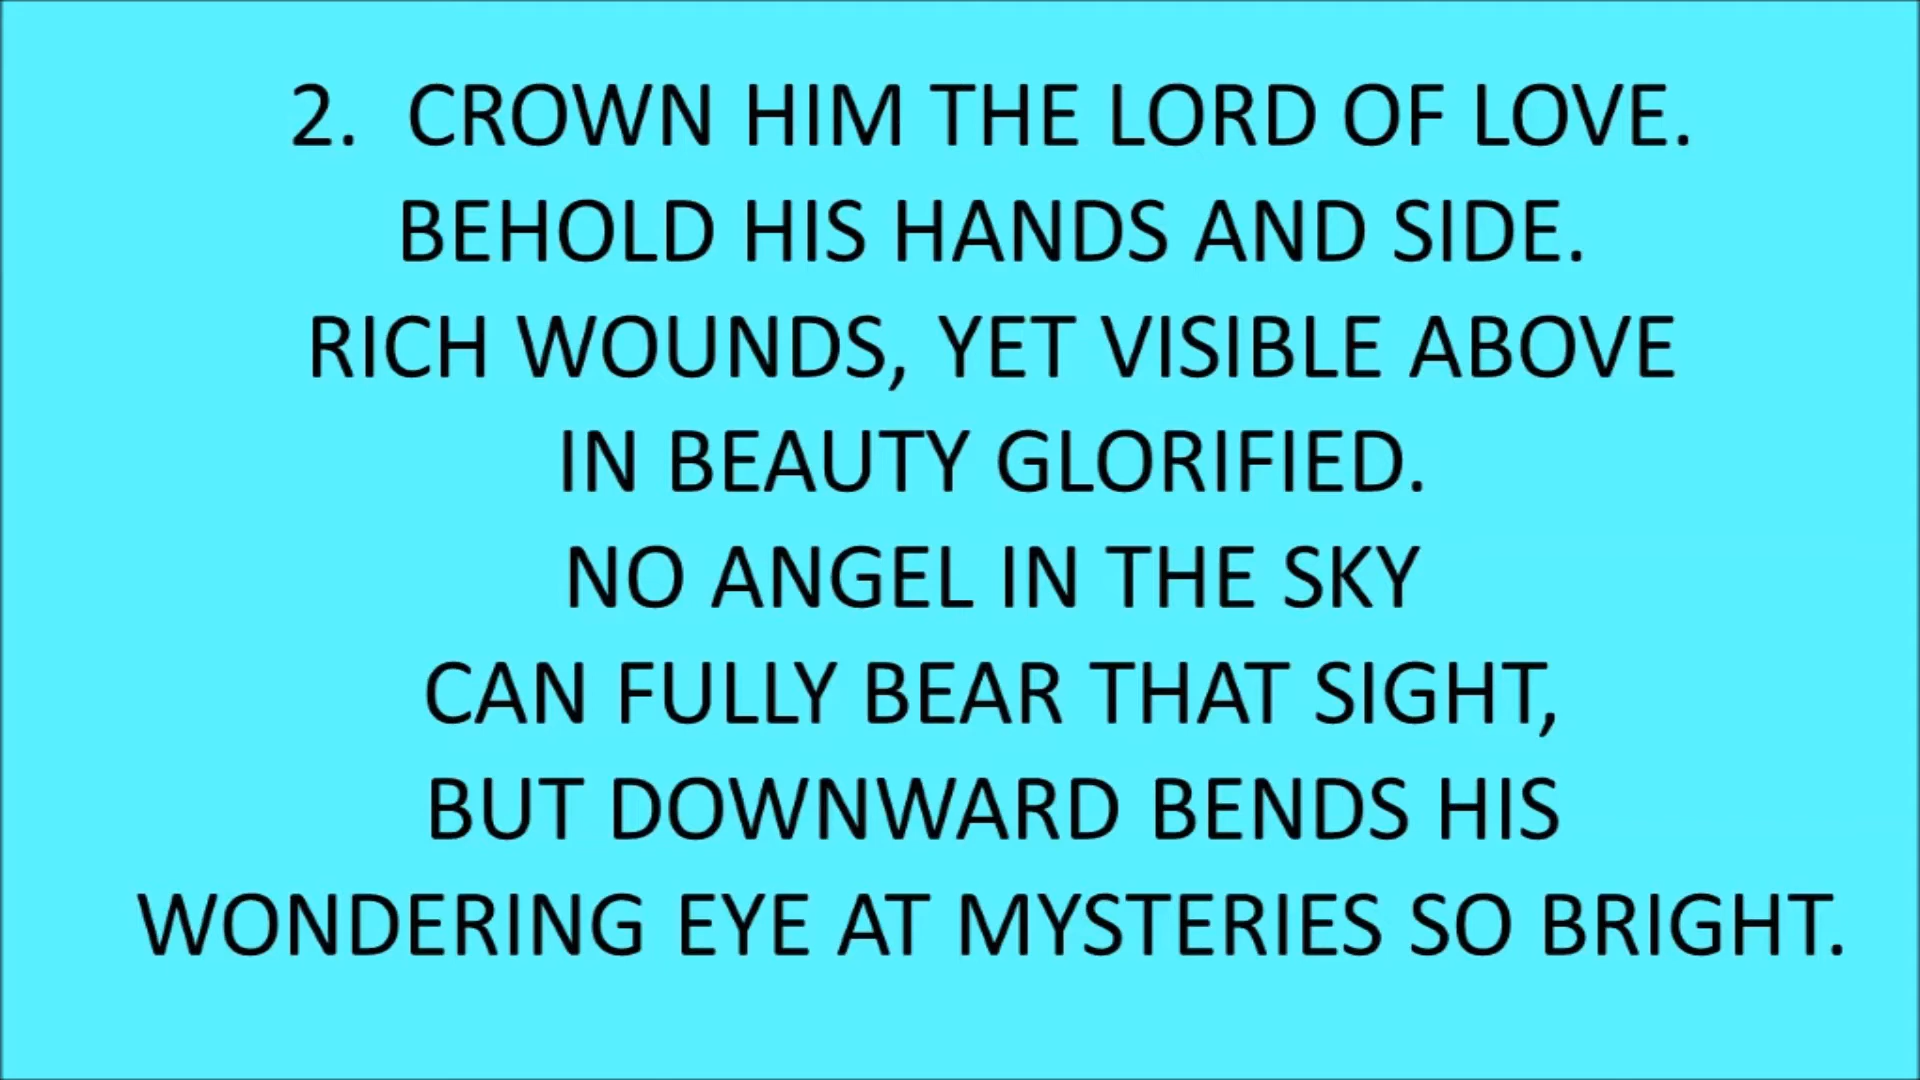 2. CROWN HIM THE LORD OF LOVE.
BEHOLD HIS HANDS AND SIDE.
RICH WOUNDS, YET VISIBLE ABOVE
IN BEAUTY GLORIFIED.
NO ANGEL IN THE SKY
CAN FULLY BEAR THAT SIGHT,
BUT DOWNWARD BENDS HIS
WONDERING EYE AT MYSTERIES SO BRIGHT.